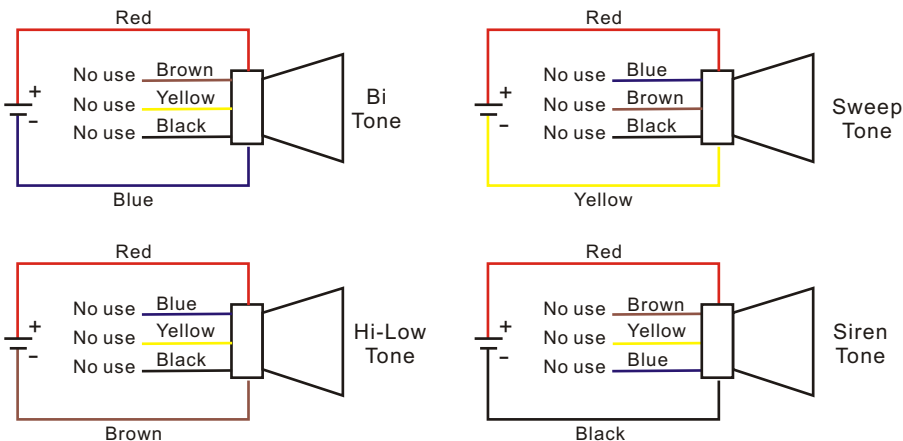 Red
No use Brown
No use Yellow
No use Black
+
–
Bi
Tone
Blue
Red
No use Blue
No use Brown
No use Black
+
–
Sweep
Tone
Yellow
Red
No use Blue
No use Yellow
No use Black
+
–
Hi-Low
Tone
Brown
Red
No use Brown
No use Yellow
No use Blue
+
–
Siren
Tone
Black